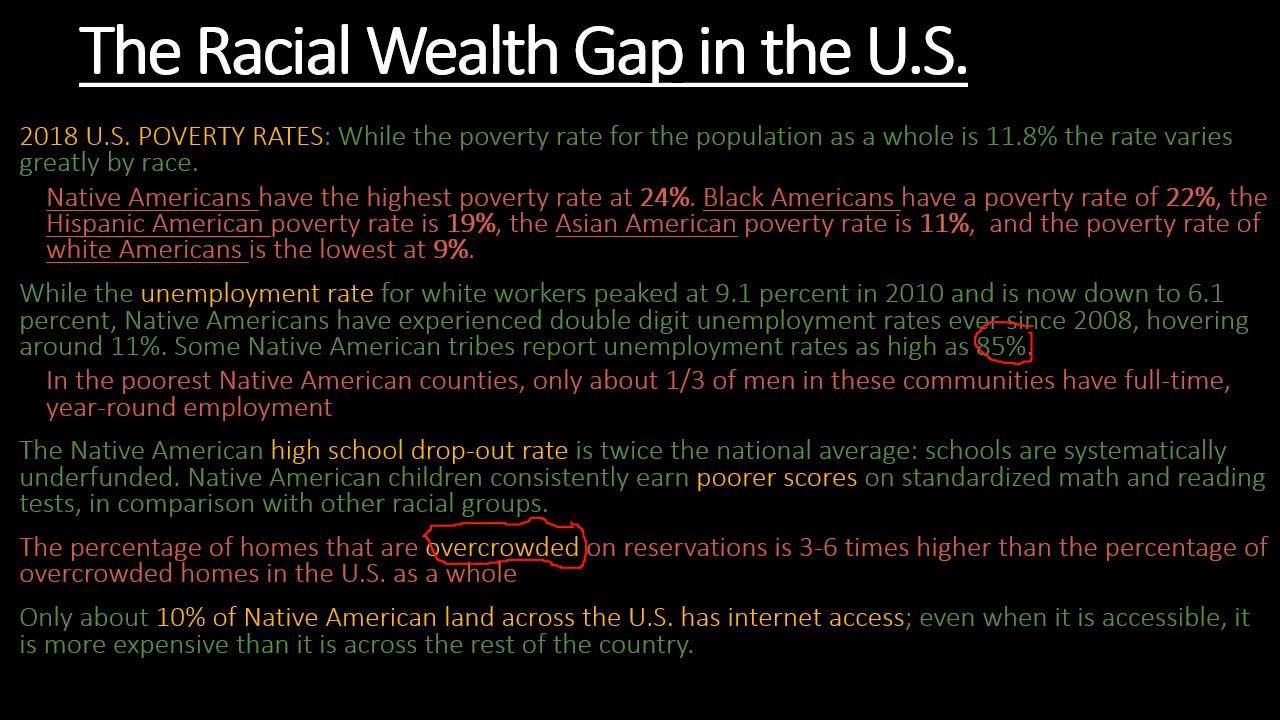 The Racial Wealth Gap in the U.S.
2018 U.S. POVERTY RATES: While the poverty rate for the population as a whole is 11.8% the rate varies
greatly by race.
Native Americans have the highest poverty rate at 24%. Black Americans have a poverty rate of 22%, the
Hispanic American poverty rate is 19%, the Asian American poverty rate is 11%, and the poverty rate of
white Americans is the lowest at 9%.
While the unemployment rate for white workers peaked at 9.1 percent in 2010 and is now down to 6.1
percent, Native Americans have experienced double digit unemployment rates ever since 2008, hovering
around 11%. Some Native American tribes report unemployment rates as high as 85%.
In the poorest Native American counties, only about 1/3 of men in these communities have full-time,
year-round employment
The Native American high school drop-out rate is twice the national average: schools are systematically
underfunded. Native American children consistently earn poorer scores on standardized math and reading
tests, in comparison with other racial groups.
The percentage of homes that are overcrowded on reservations is 3-6 times higher than the percentage of
overcrowded homes in the U.S. as a whole
Only about 10% of Native American land across the U.S. has internet access; even when it is accessible, it
is more expensive than it is across the rest of the country.